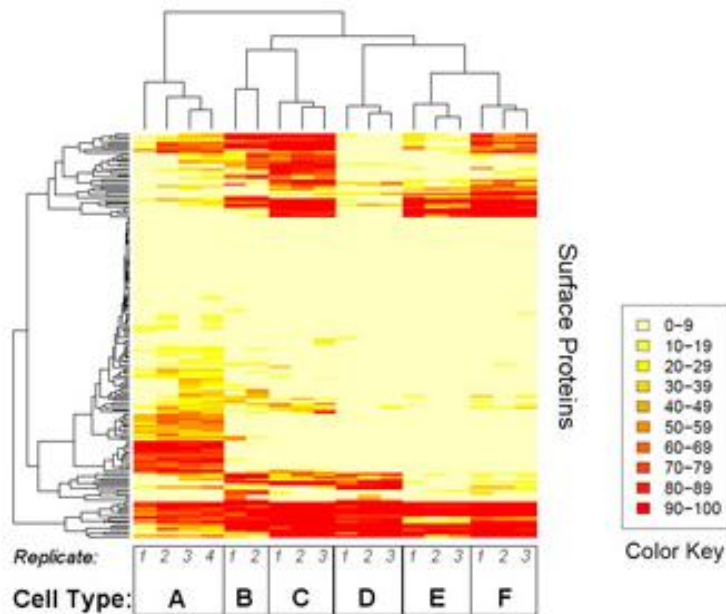 Surface Proteins
0-9
10-19
20-29
30-39
40-49
50-59
60-69
70-79
80-89
90-100
Color Key
Replicate: 1 2 3 4 1 2 1 2 3 1 2 3 1 2 3 1 2 3
Cell Type: A B C D E F